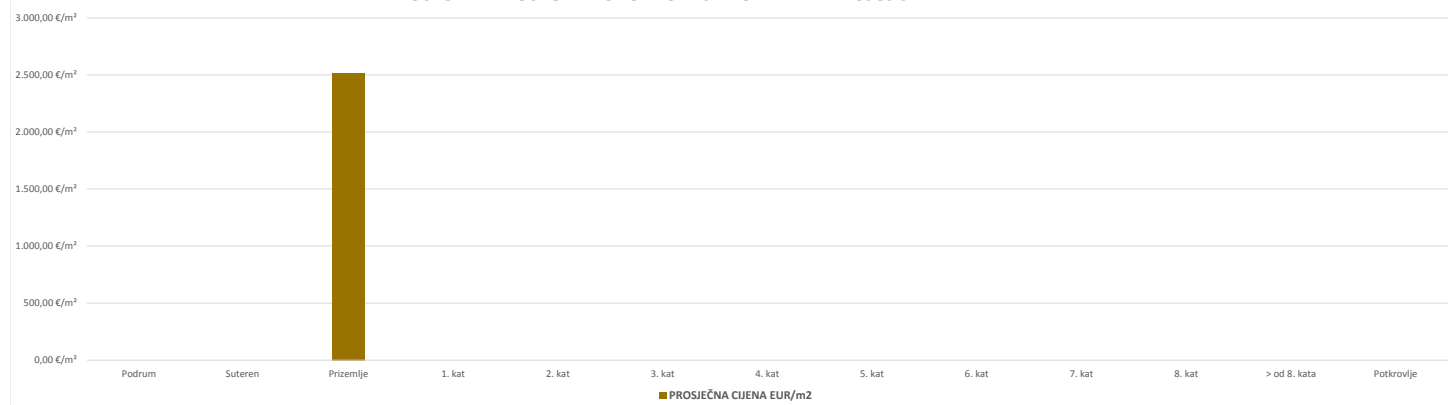 3.000,00 €/m²
2.500,00 €/m²
2.000,00 €/m²
1.500,00 €/m²
1.000,00 €/m²
500,00 €/m²
0,00 €/m²
Podrum Suteren Prizemlje 1. kat 2. kat 3. kat 4. kat 5. kat 6. kat 7. kat 8. kat > od 8. kata Potkrovlje
PROSJEČNA CIJENA EUR/m2